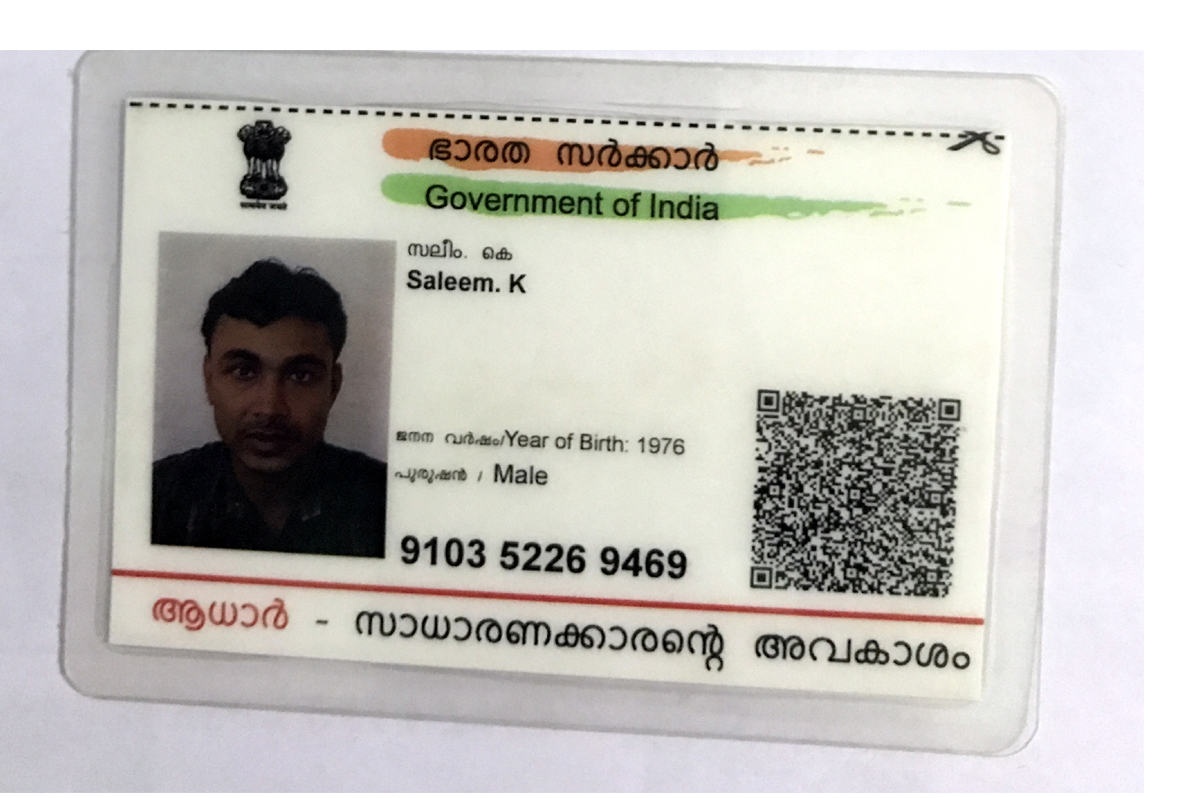 ഭാരത സർക്കാർ
Government of India
സലീം. കെ
Saleem. K
ജനന വർഷം/Year of Birth: 1976
പുരുഷൻ / Male
9103 5226 9469
ആധാർ - സാധാരണക്കാരന്റെ അവകാശം